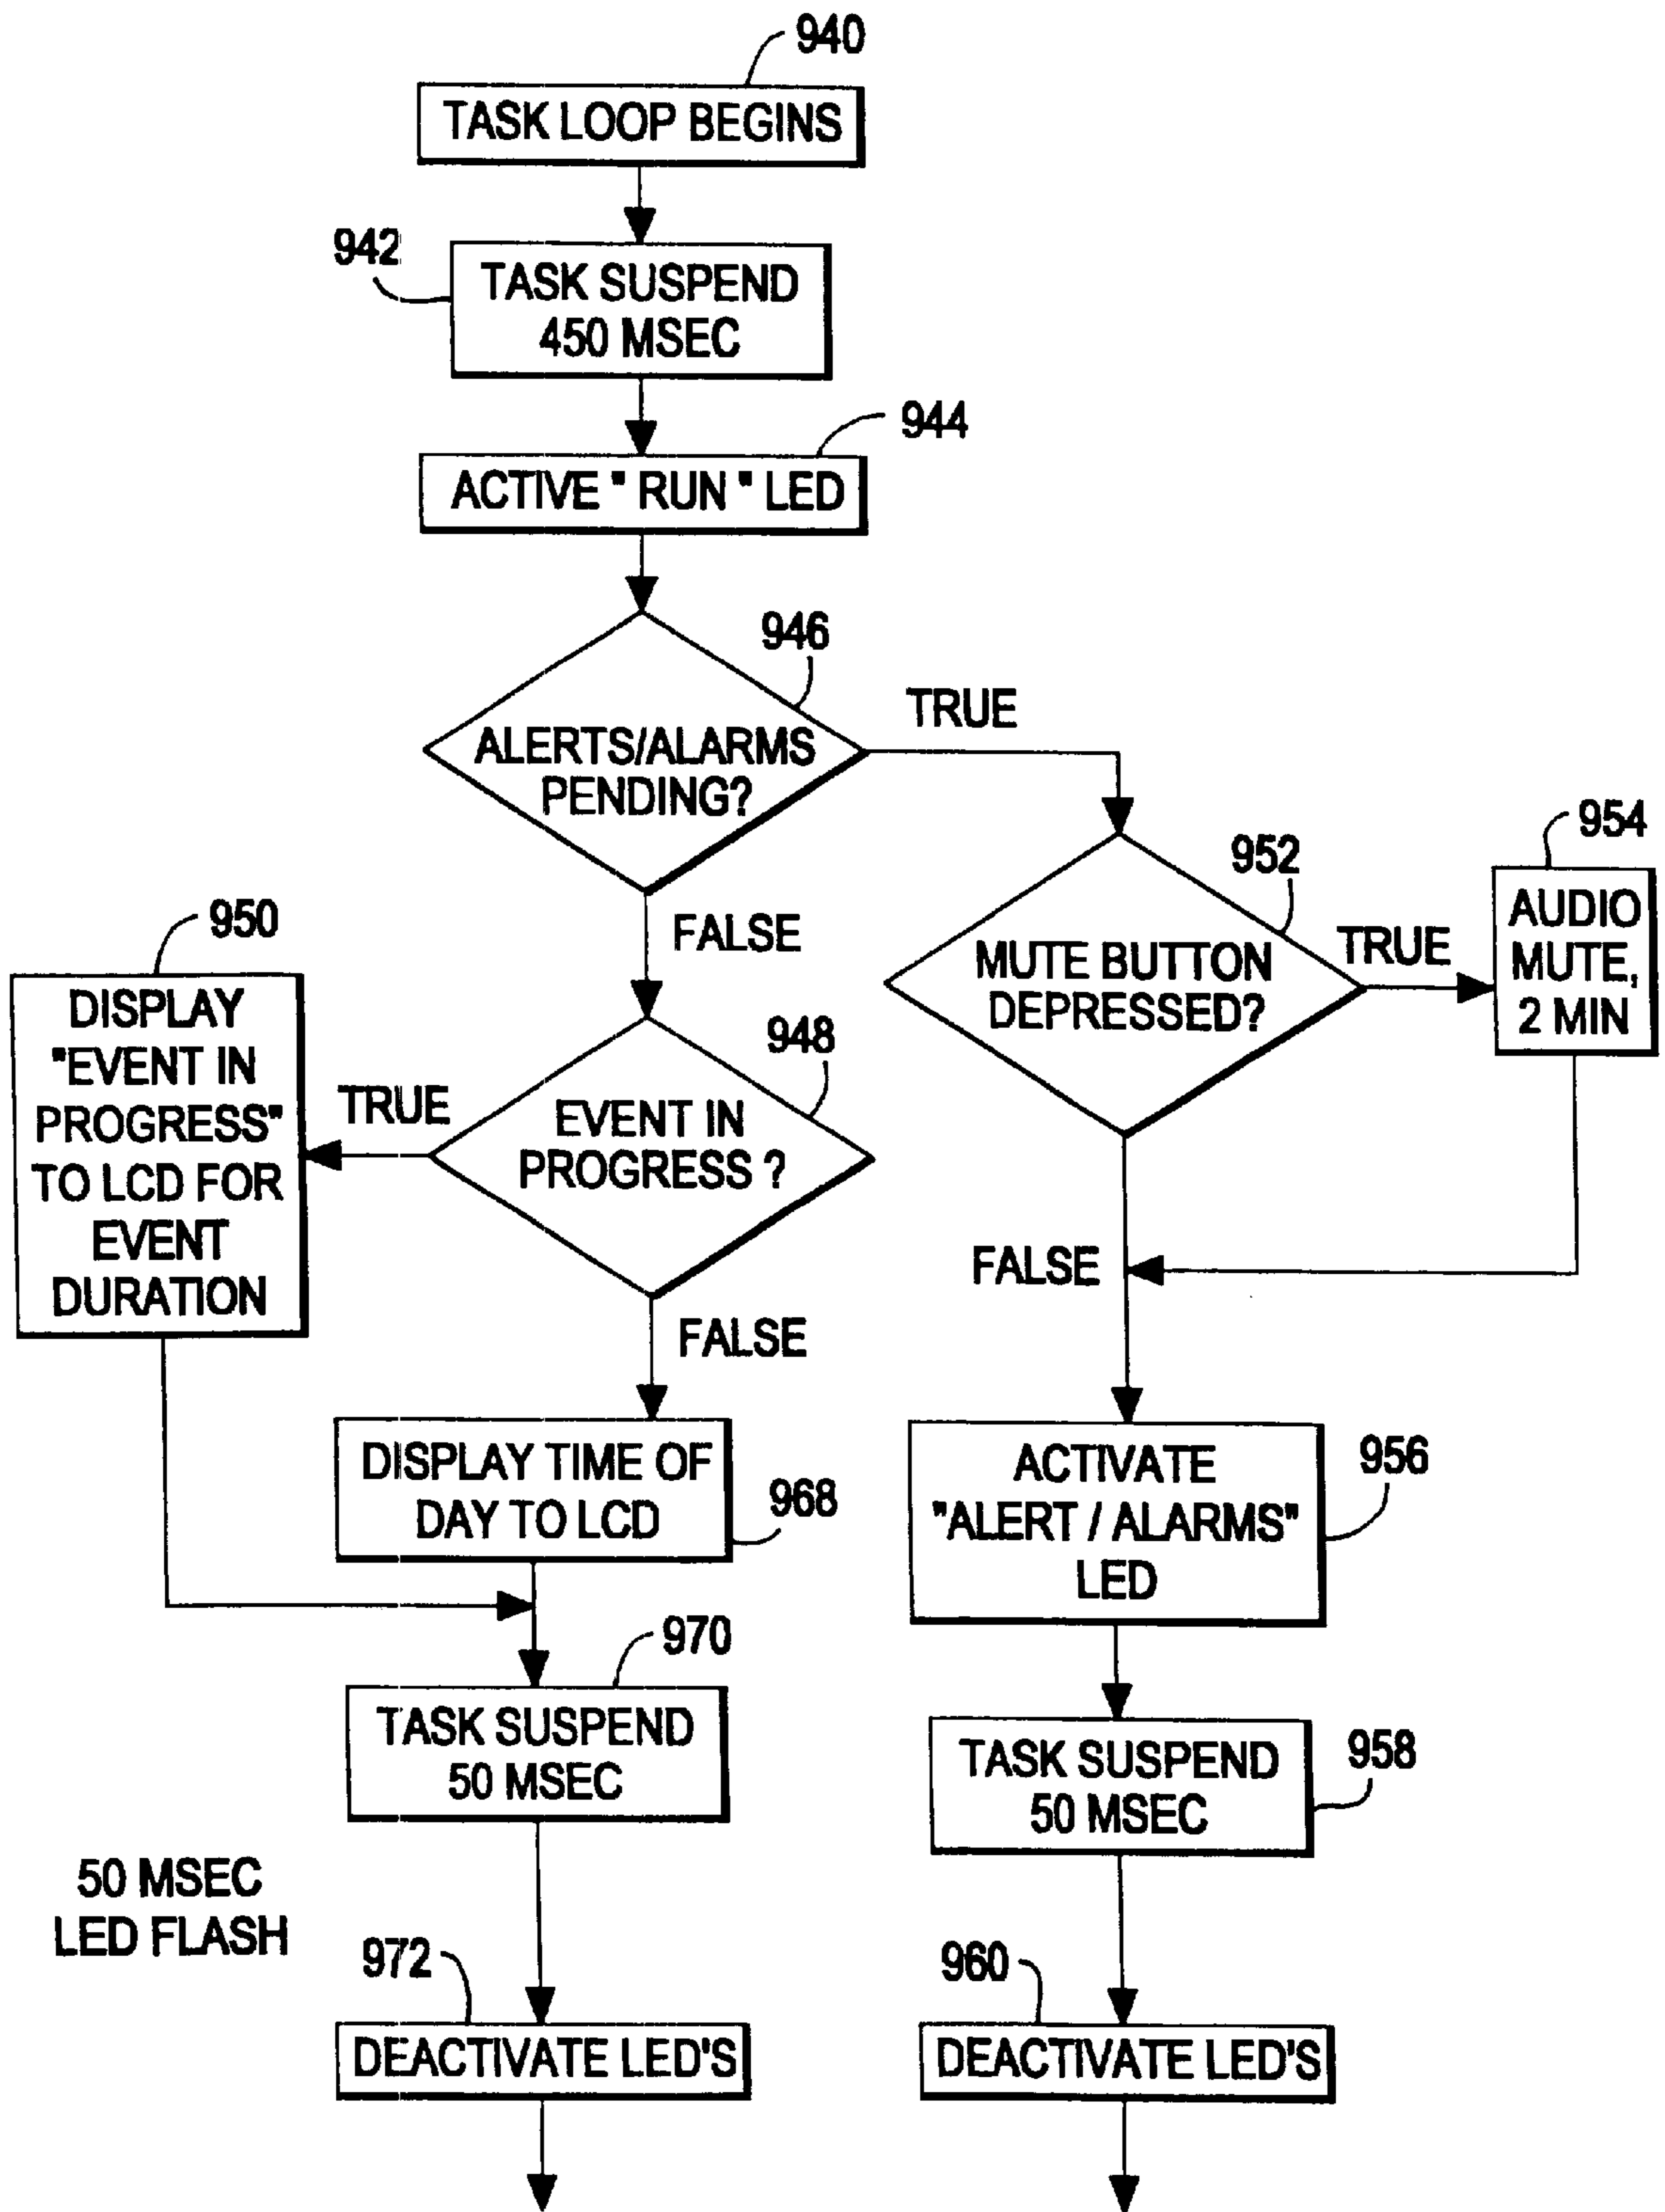 940
TASK LOOP BEGINS
942
TASK SUSPEND
450 MSEC
944
ACTIVE " RUN " LED
946
ALERTS/ALARMS
PENDING?
TRUE
FALSE
952
MUTE BUTTON
DEPRESSED?
TRUE
954
AUDIO
MUTE,
2 MIN
FALSE
950
DISPLAY
"EVENT IN
PROGRESS"
TO LCD FOR
EVENT
DURATION
TRUE
948
EVENT IN
PROGRESS ?
FALSE
DISPLAY TIME OF
DAY TO LCD
968
ACTIVATE
"ALERT / ALARMS"
LED
956
970
TASK SUSPEND
50 MSEC
TASK SUSPEND
50 MSEC
958
50 MSEC
LED FLASH
972
DEACTIVATE LED'S
960
DEACTIVATE LED'S